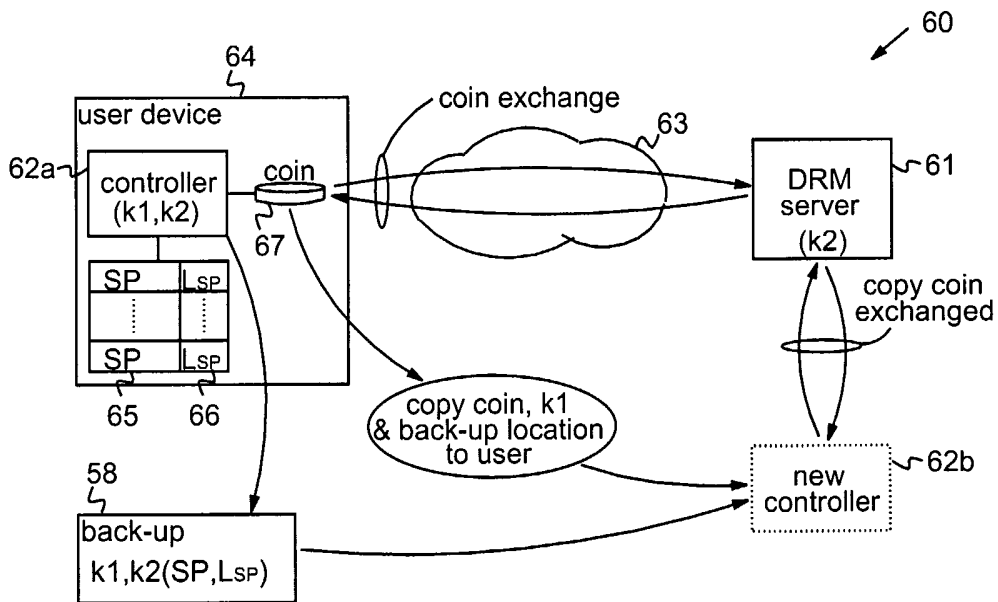 60
64
user device
coin exchange
63
62a
controller
(k1,k2)
coin
67
61
DRM
server
(k2)
SP
LSP
SP
LSP
65
66
copy coin
exchanged
copy coin, k1
& back-up location
to user
58
back-up
k1,k2(SP,LSP)
new
controller
62b